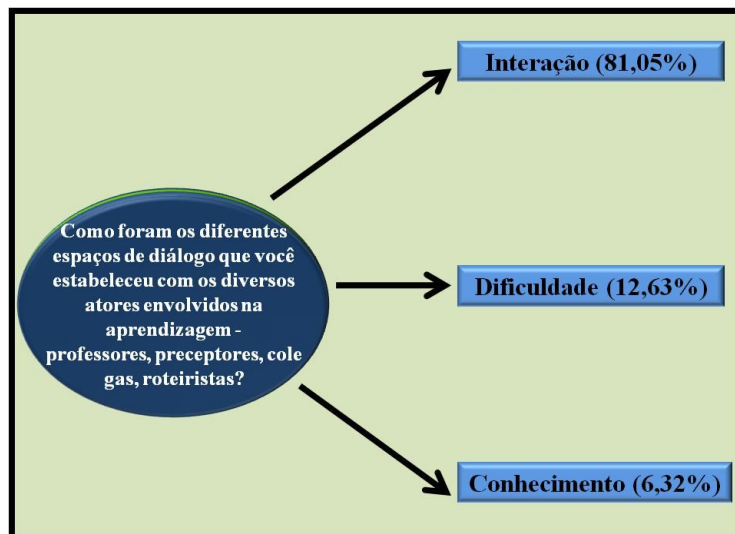 Como foram os diferentes
espaços de diálogo que você
estabeleceu com os diversos
atores envolvidos na
aprendizagem -
professores, preceptores, cole
gas, roteiristas?
Interação (81,05%)
Dificuldade (12,63%)
Conhecimento (6,32%)